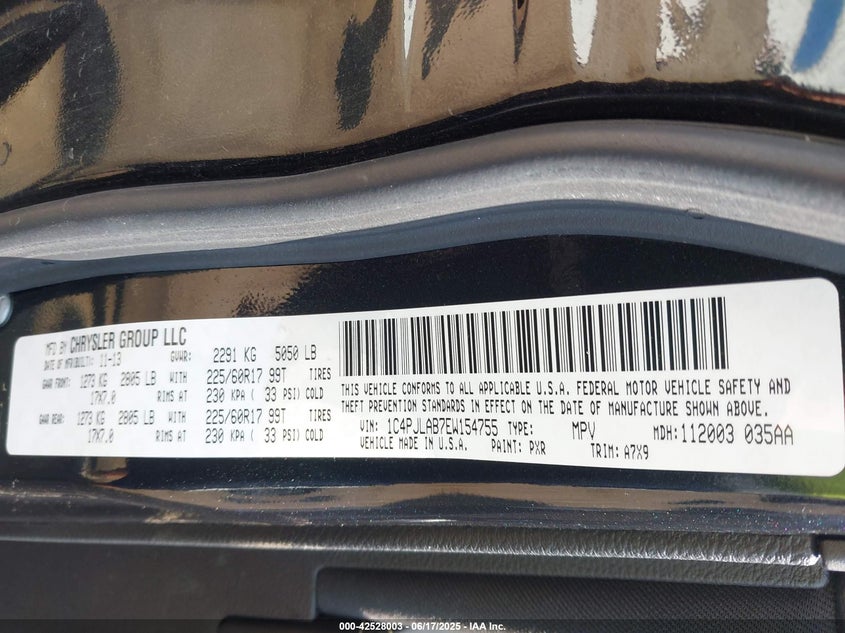 MFD BY CHRYSLER GROUP LLC
DATE OF MFR(BUILT): 11-13 GVWR: 2291 KG 5050 LB
GAWR FRONT: 1273 KG 2805 LB WITH 225/60R17 99T TIRES
17X7.0 RIMS AT 230 KPA ( 33 PSI) COLD
GAWR REAR: 1273 KG 2805 LB WITH 225/60R17 99T TIRES
17X7.0 RIMS AT 230 KPA ( 33 PSI) COLD
THIS VEHICLE CONFORMS TO ALL APPLICABLE U.S.A. FEDERAL MOTOR VEHICLE SAFETY AND
THEFT PREVENTION STANDARDS IN EFFECT ON THE DATE OF MANUFACTURE SHOWN ABOVE.
VIN: 1C4PJLAB7EW154755 TYPE: MPV MDH:112003 035AA
VEHICLE MADE IN U.S.A. PAINT: PXR TRIM: A7X9
000-42528003 - 06/17/2025 - IAA Inc.